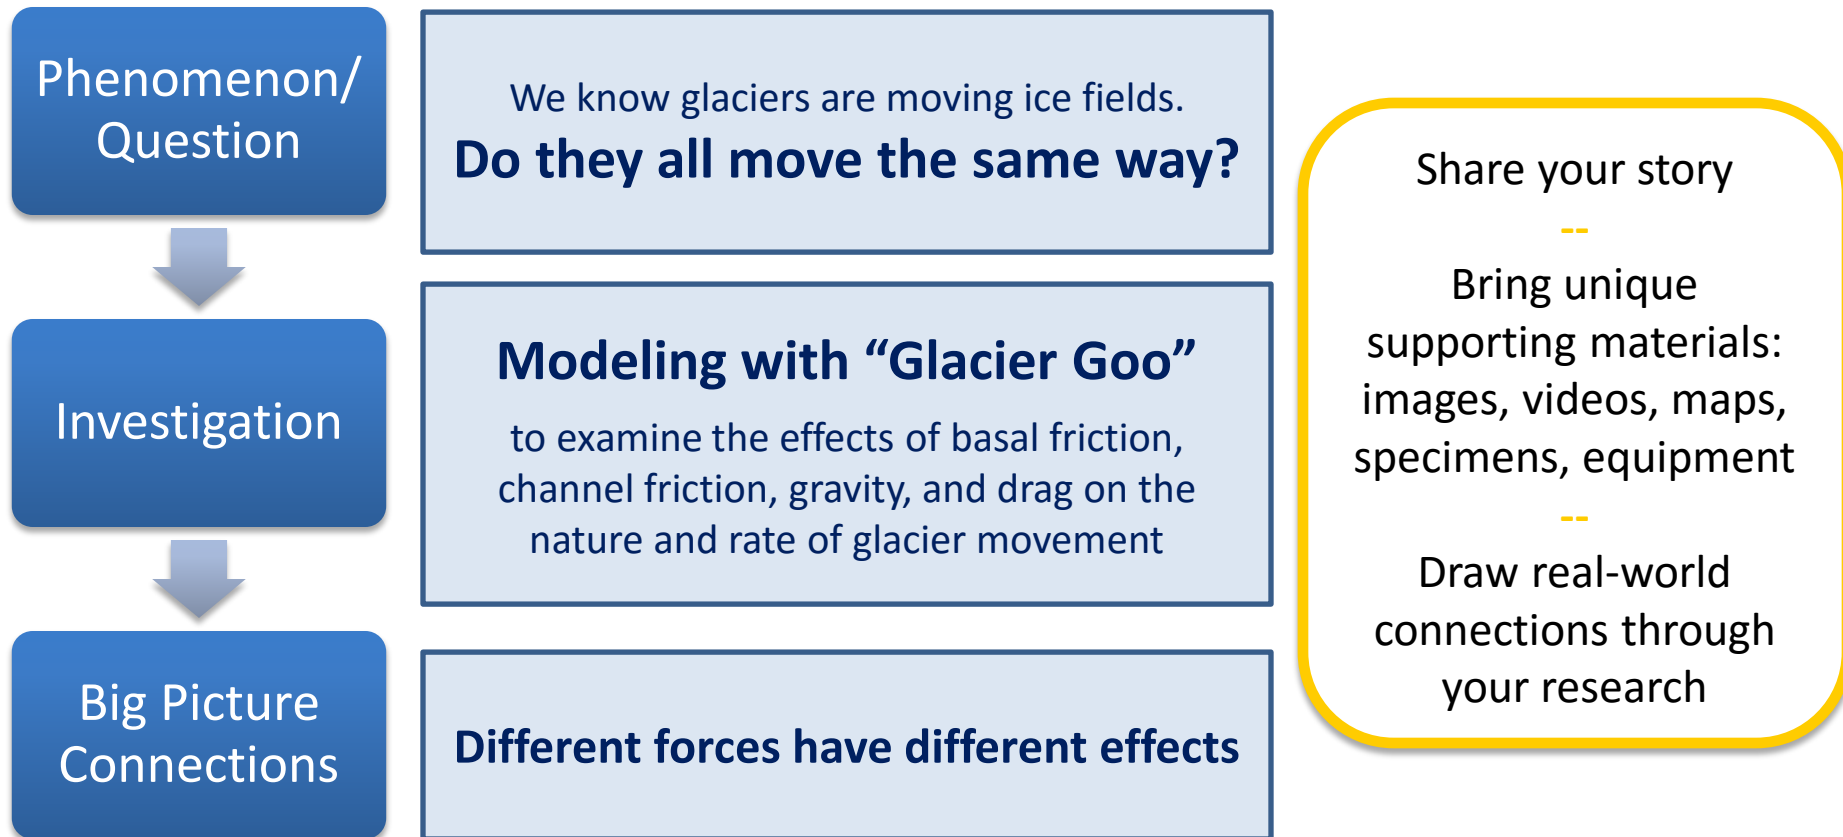 Phenomenon/
Question
We know glaciers are moving ice fields.
Do they all move the same way?
Investigation
Modeling with “Glacier Goo”
to examine the effects of basal friction,
channel friction, gravity, and drag on the
nature and rate of glacier movement
Big Picture
Connections
Different forces have different effects
Share your story
--
Bring unique
supporting materials:
images, videos, maps,
specimens, equipment
--
Draw real-world
connections through
your research